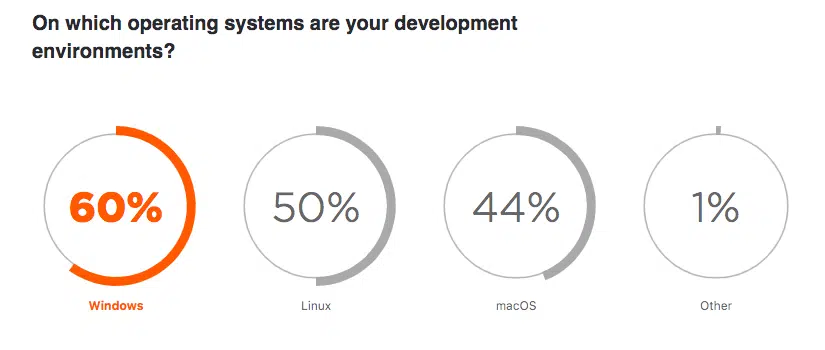 On which operating systems are your development
environments?
60%
50%
44%
1%
Windows
Linux
macOS
Other